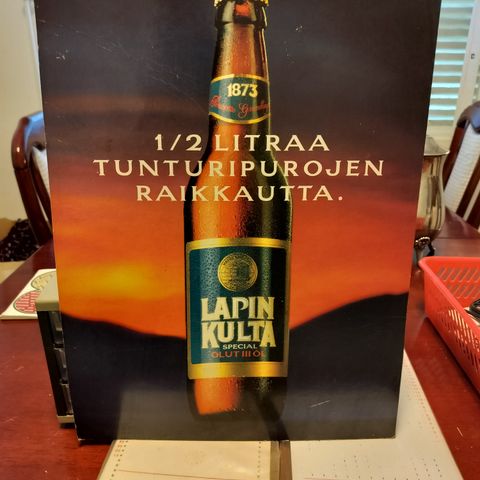 1873
1/2 LITRAA
TUNTURIPUROJEN
RAIKKAUTTA.
LAPIN
KULTA
SPECIAL
OLUT III ÖL